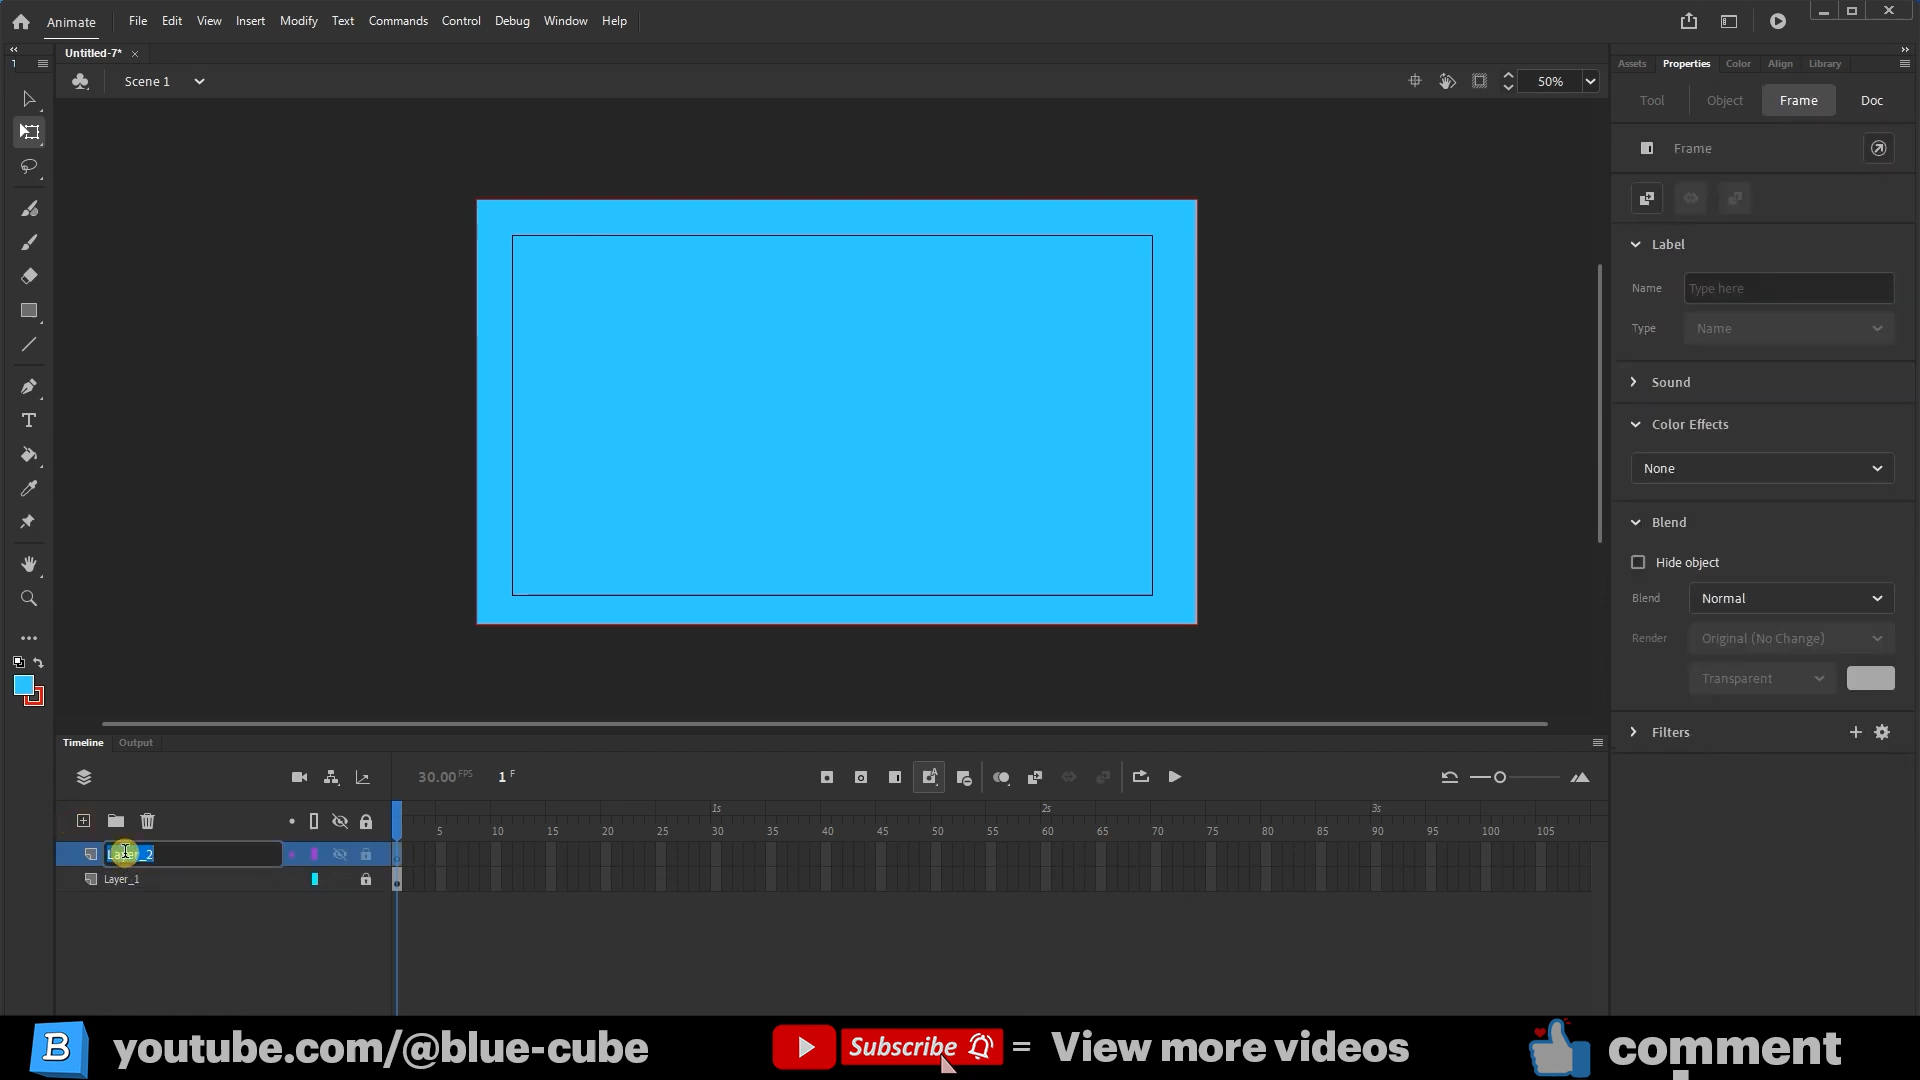 Animate File Edit View Insert Modify Text Commands Control Debug Window Help
Untitled-7*
Scene 1 50%
Assets Properties Color Align Library
Tool Object Frame Doc
Frame
Label
Name Type here
Type Name
Sound
Color Effects
None
Blend
Hide object
Blend Normal
Render Original (No Change)
Transparent
Filters
Timeline Output
30.00 FPS 1 F
1s 2s 3s
5 10 15 20 25 30 35 40 45 50 55 60 65 70 75 80 85 90 95 100 105
Layer_2
Layer_1
B youtube.com/@blue-cube Subscribe = View more videos comment